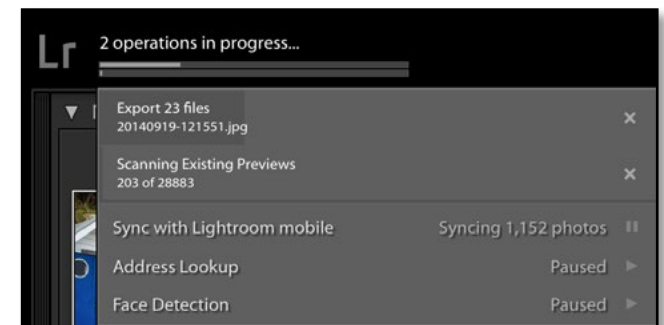 Lr
2 operations in progress...
Export 23 files
20140919-121551.jpg
Scanning Existing Previews
203 of 28883
Sync with Lightroom mobile Syncing 1,152 photos
Address Lookup Paused
Face Detection Paused